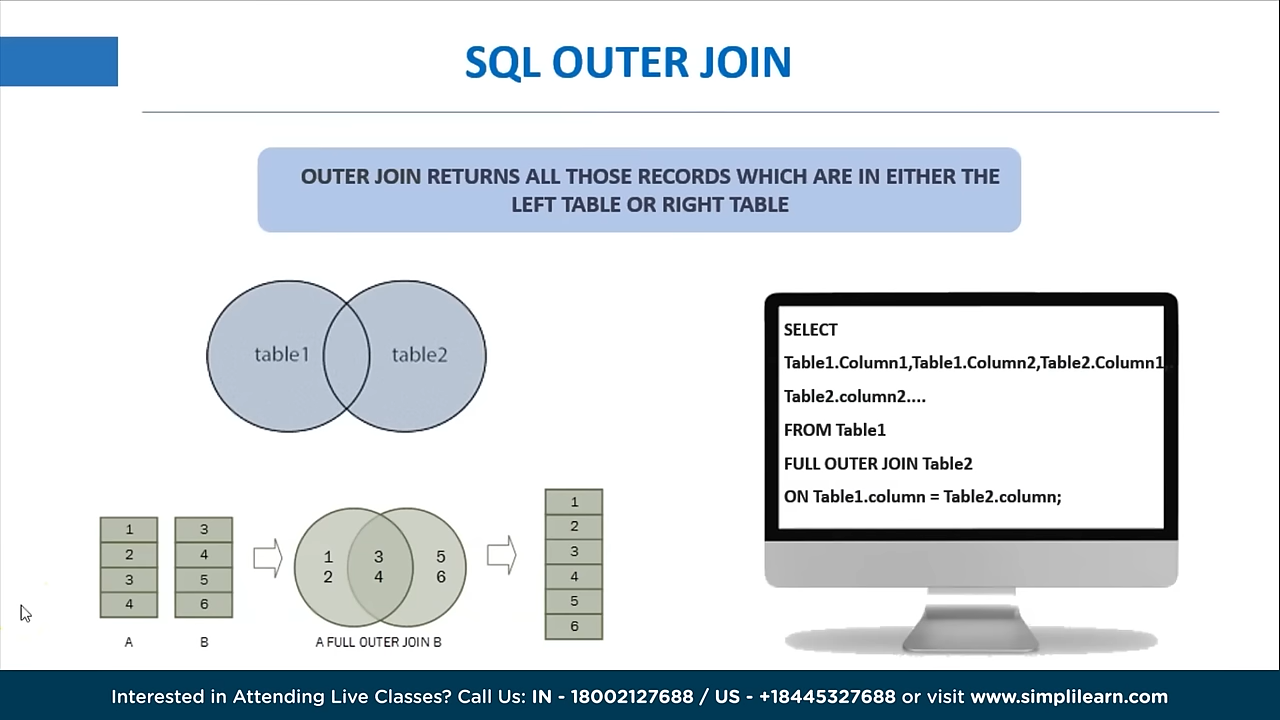 SQL OUTER JOIN
OUTER JOIN RETURNS ALL THOSE RECORDS WHICH ARE IN EITHER THE
LEFT TABLE OR RIGHT TABLE
table1
table2
SELECT
Table1.Column1,Table1.Column2,Table2.Column1,.
Table2.column2....
FROM Table1
FULL OUTER JOIN Table2
ON Table1.column = Table2.column;
1
2
3
4
A
3
4
5
6
B
1 3 5
2 4 6
A FULL OUTER JOIN B
1
2
3
4
5
6
Interested in Attending Live Classes? Call Us: IN - 18002127688 / US - +18445327688 or visit www.simplilearn.com